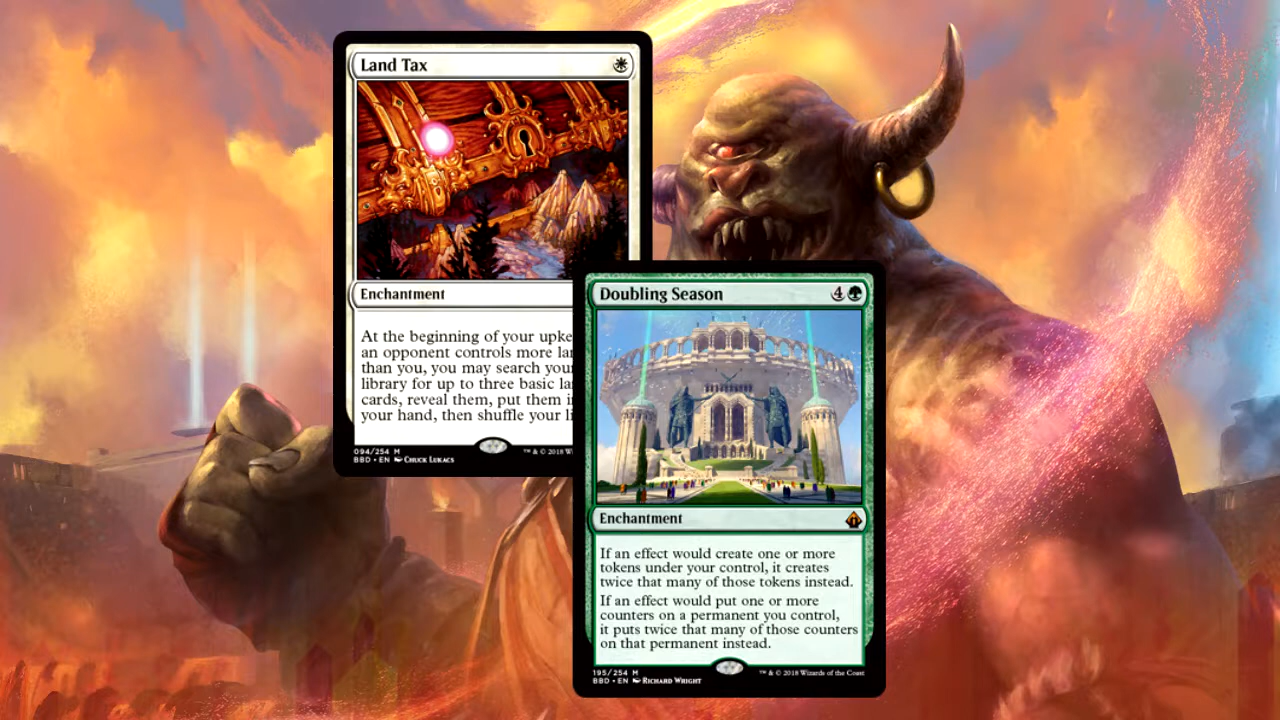 Land Tax
Enchantment
At the beginning of your upke
an opponent controls more la
than you, you may search your
library for up to three basic la
cards, reveal them, put them i
your hand, then shuffle your li
094/254 M
BBD • EN CHUCK LUKACS
™ & © 2018 W
Doubling Season
4
Enchantment
If an effect would create one or more
tokens under your control, it creates
twice that many of those tokens instead.
If an effect would put one or more
counters on a permanent you control,
it puts twice that many of those counters
on that permanent instead.
195/254 M
BBD • EN RICHARD WRIGHT
™ & © 2018 Wizards of the Coast